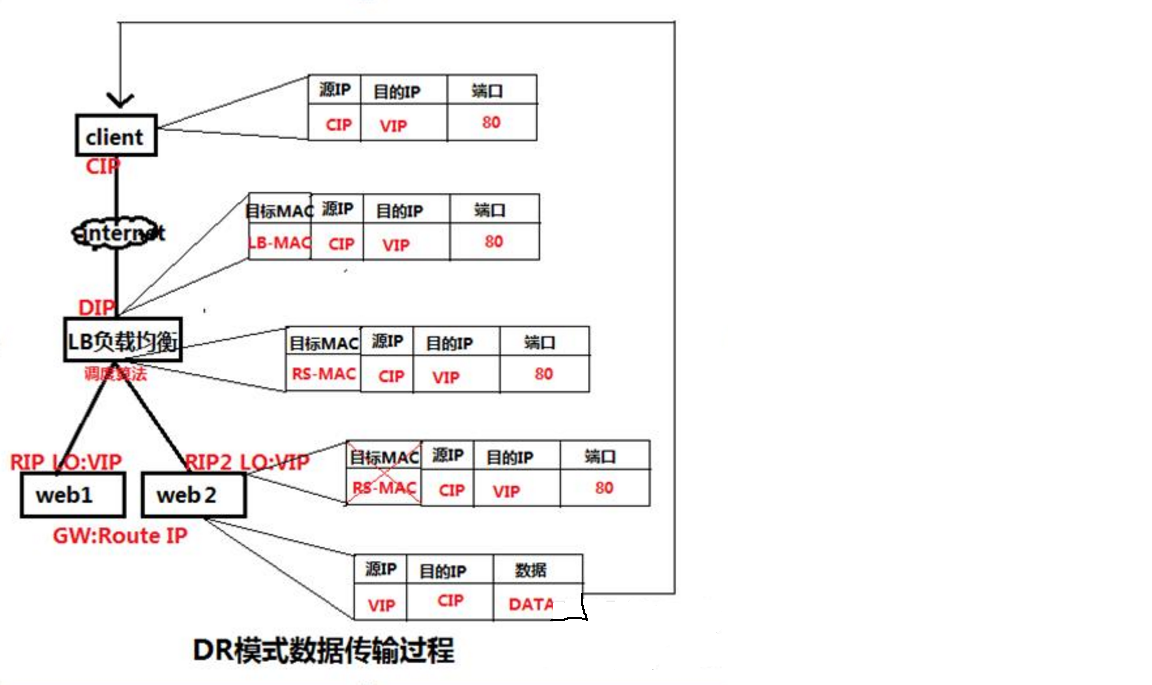 源IP 目的IP 端口
CIP VIP 80
client
CIP
internet
目标MAC 源IP 目的IP 端口
LB-MAC CIP VIP 80
DIP
LB负载均衡
调度算法
目标MAC 源IP 目的IP 端口
RS-MAC CIP VIP 80
RIP LO:VIP
RIP2 LO:VIP
web1
web2
目标MAC 源IP 目的IP 端口
RS-MAC CIP VIP 80
GW:Route IP
源IP 目的IP 数据
VIP CIP DATA
DR模式数据传输过程